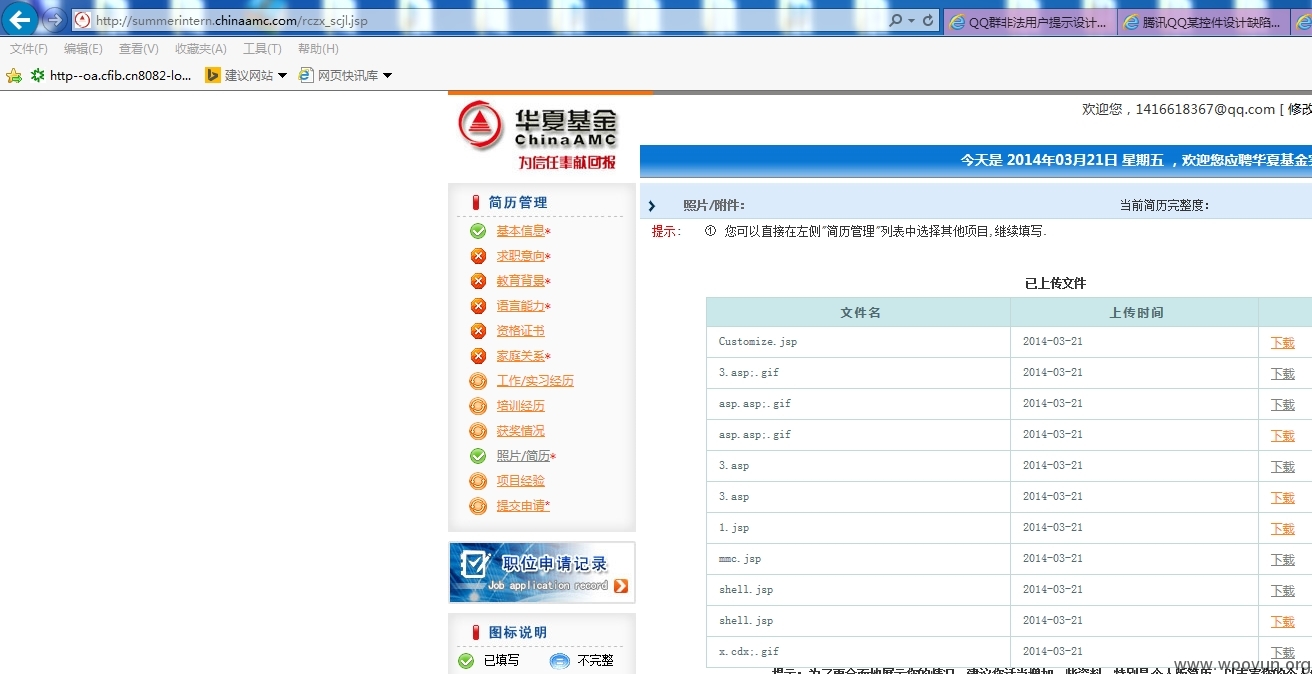 http://summerintern.chinaamc.com/rczx_scjl.jsp
QQ群非法用户提示设计...
腾讯QQ某控件设计缺陷...
文件(F) 编辑(E) 查看(V) 收藏夹(A) 工具(T) 帮助(H)
http--oa.cfib.cn8082-lo...
建议网站
网页快讯库
华夏基金
ChinaAMC
为信任奉献回报
欢迎您，1416618367@qq.com [ 修改
今天是 2014年03月21日 星期五 ，欢迎您应聘华夏基金实
简历管理
基本信息*
求职意向*
教育背景*
语言能力*
资格证书
家庭关系*
工作/实习经历
培训经历
获奖情况
照片/简历*
项目经验
提交申请*
职位申请记录
Job application record
图标说明
已填写 不完整
照片/附件: 当前简历完整度:
提示: ① 您可以直接在左侧"简历管理"列表中选择其他项目,继续填写.
已上传文件
文件名 上传时间
Customize.jsp 2014-03-21 下载
3.asp;.gif 2014-03-21 下载
asp.asp;.gif 2014-03-21 下载
asp.asp;.gif 2014-03-21 下载
3.asp 2014-03-21 下载
3.asp 2014-03-21 下载
1.jsp 2014-03-21 下载
mmc.jsp 2014-03-21 下载
shell.jsp 2014-03-21 下载
shell.jsp 2014-03-21 下载
x.cdx;.gif 2014-03-21 下载
www.wooyun.org